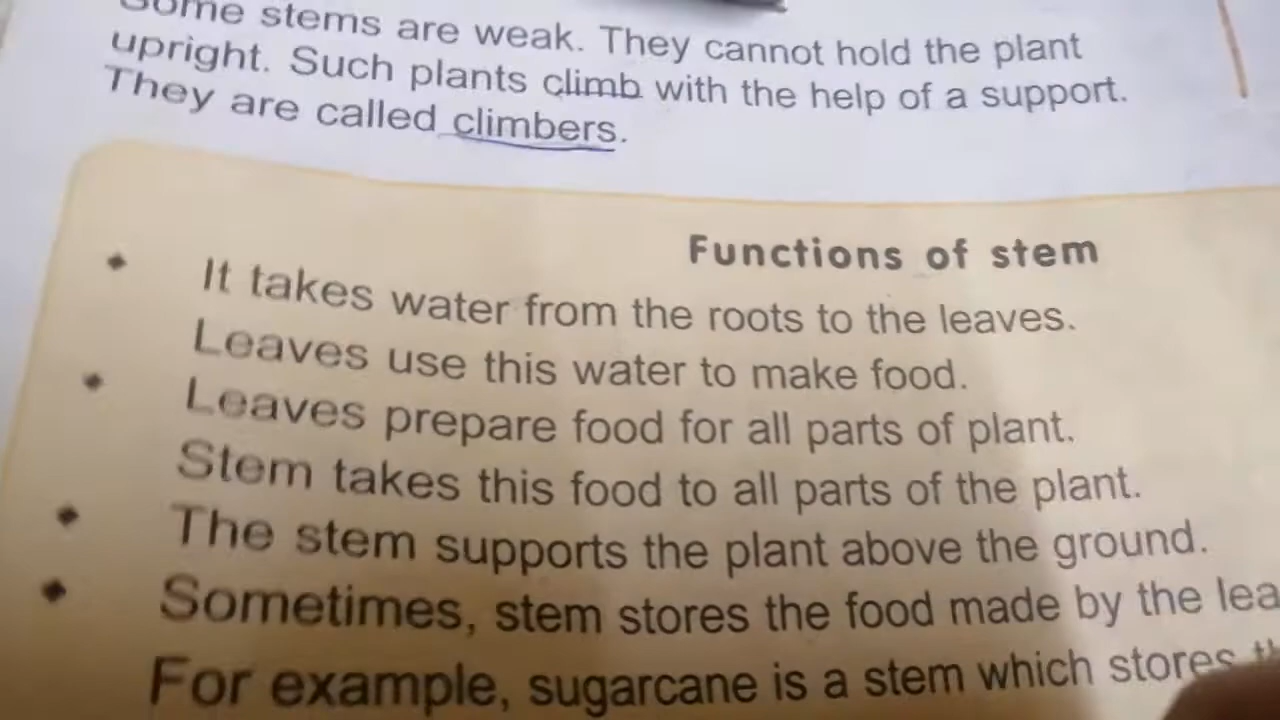 Some stems are weak. They cannot hold the plant
upright. Such plants climb with the help of a support.
They are called climbers.
Functions of stem
It takes water from the roots to the leaves.
Leaves use this water to make food.
Leaves prepare food for all parts of plant.
Stem takes this food to all parts of the plant.
The stem supports the plant above the ground.
Sometimes, stem stores the food made by the
For example, sugarcane is a stem which stores